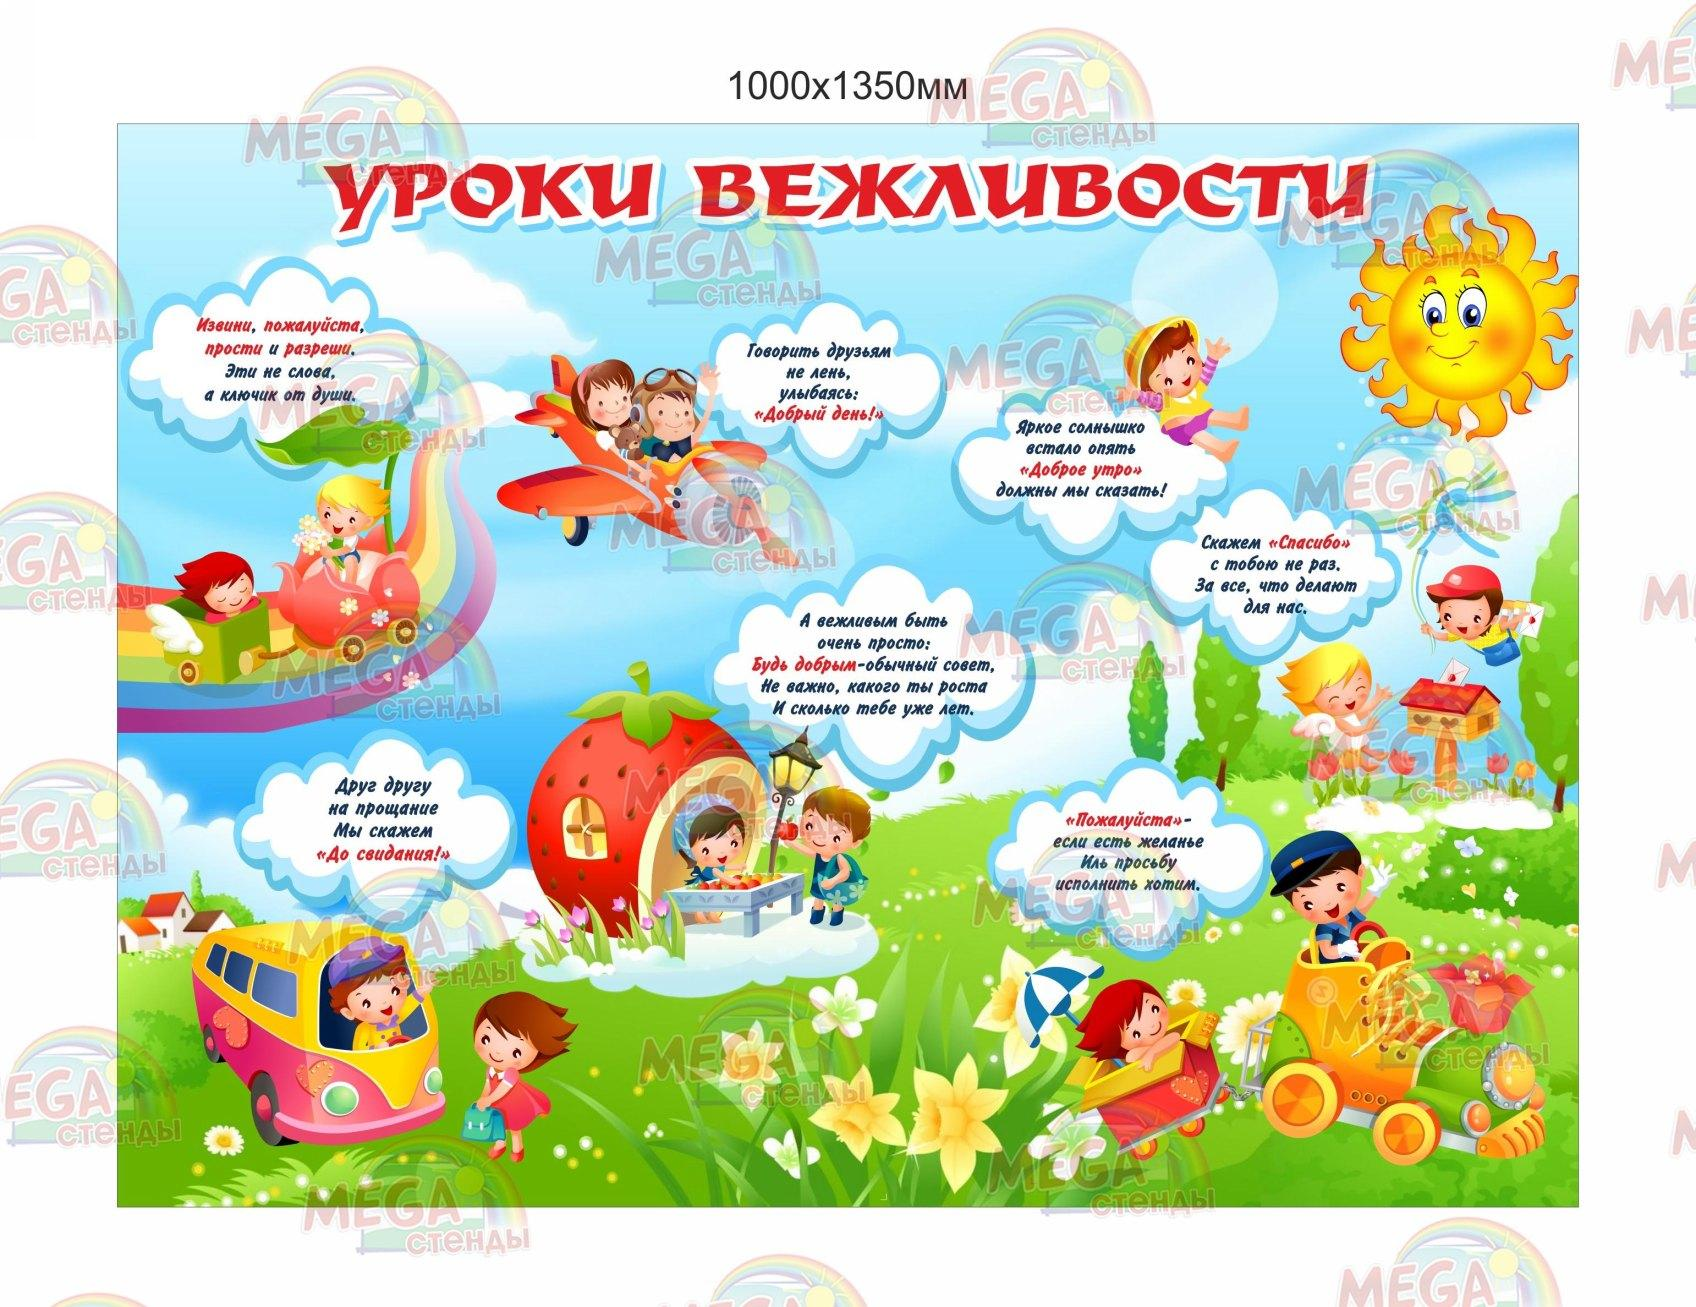 1000х1350мм
УРОКИ ВЕЖЛИВОСТИ
Извини, пожалуйста,
прости и разреши.
Эти не слова,
а ключик от души.
Говорить друзьям
не лень,
улыбаясь:
«Добрый день!»
Яркое солнышко
встало опять
«Доброе утро»
должны мы сказать!
Скажем «Спасибо»
с тобою не раз.
За все, что делают
для нас.
А вежливым быть
очень просто:
Будь добрым-обычный совет,
Не важно, какого ты роста
И сколько тебе уже лет.
Друг другу
на прощание
Мы скажем
«До свидания!»
«Пожалуйста»-
если есть желанье
Иль просьбу
исполнить хотим.
MEGA
стенды